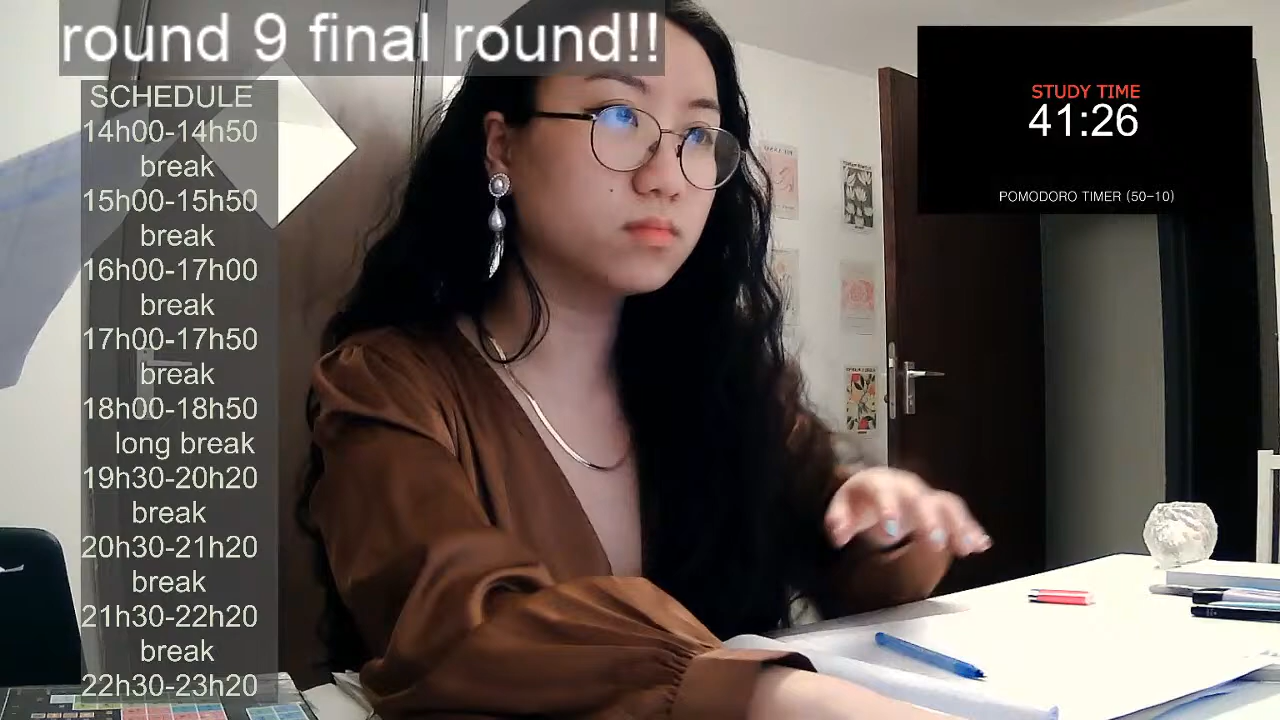 round 9 final round!!
SCHEDULE
14h00-14h50
break
15h00-15h50
break
16h00-17h00
break
17h00-17h50
break
18h00-18h50
long break
19h30-20h20
break
20h30-21h20
break
21h30-22h20
break
22h30-23h20
STUDY TIME
41:26
POMODORO TIMER (50-10)